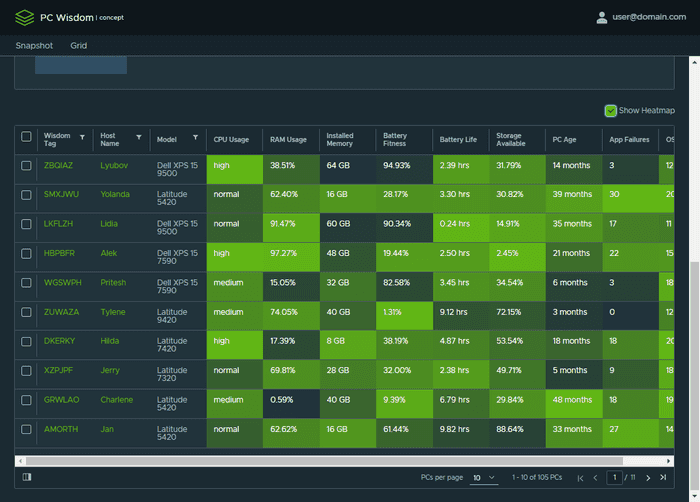 PC Wisdom | concept
user@domain.com
Snapshot Grid
Show Heatmap
Wisdom Tag Host Name Model CPU Usage RAM Usage Installed Memory Battery Fitness Battery Life Storage Available PC Age App Failures OS
ZBQIAZ Lyubov Dell XPS 15 9500 high 38.51% 64 GB 94.93% 2.39 hrs 31.79% 14 months 3 12
SMXJWU Yolanda Latitude 5420 normal 62.40% 16 GB 28.17% 3.30 hrs 30.82% 39 months 30 20
LKFLZH Lidia Dell XPS 15 9500 normal 91.47% 60 GB 90.34% 0.24 hrs 14.91% 35 months 17 11
HBPBFR Alek Dell XPS 15 7590 high 97.27% 48 GB 19.44% 2.50 hrs 2.45% 21 months 22 15
WGSWPH Pritesh Dell XPS 15 7590 medium 15.05% 32 GB 82.58% 3.45 hrs 34.54% 6 months 3 18
ZUWAZA Tylene Latitude 9420 medium 74.05% 40 GB 1.31% 9.12 hrs 72.15% 3 months 0 12
DKERKY Hilda Latitude 7420 high 17.39% 8 GB 38.19% 4.87 hrs 53.54% 18 months 18 20
XZPJPF Jerry Latitude 7320 normal 69.81% 28 GB 32.00% 2.38 hrs 49.71% 5 months 9 18
GRWLAO Charlene Latitude 5420 medium 0.59% 40 GB 9.39% 6.79 hrs 29.84% 48 months 18 19
AMORTH Jan Latitude 5420 normal 62.62% 16 GB 61.44% 9.82 hrs 88.64% 33 months 27 14
PCs per page 10 1 - 10 of 105 PCs 1 / 11